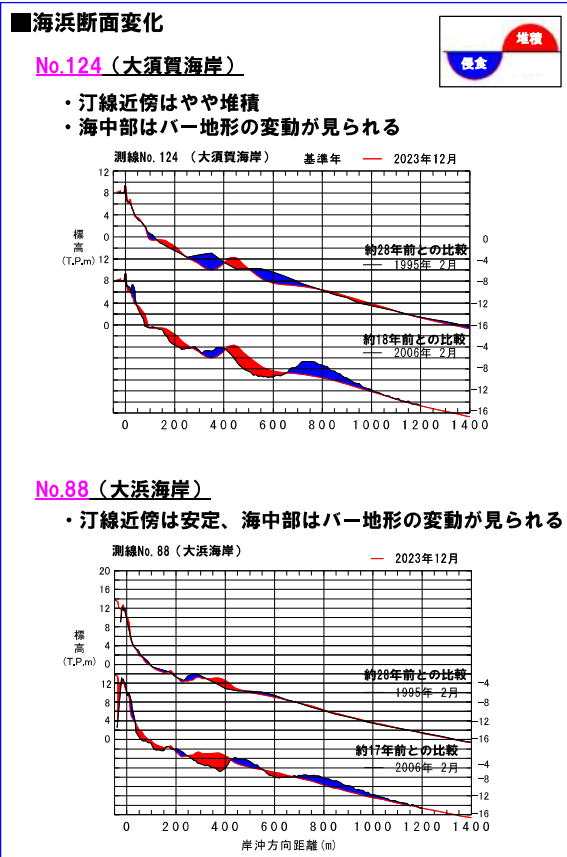 ■海浜断面変化
堆積
侵食
No.124（大須賀海岸）
・汀線近傍はやや堆積
・海中部はバー地形の変動が見られる
測線No. 124 （大須賀海岸）
基準年
2023年12月
12
8
4
0
標高
(T.P.m)
12
8
4
0
0
-4
-8
-12
-16
-4
-8
-12
-16
約28年前との比較
1995年 2月
約18年前との比較
2006年 2月
0 200 400 600 800 1000 1200 1400
No.88（大浜海岸）
・汀線近傍は安定、海中部はバー地形の変動が見られる
測線No. 88（大浜海岸）
2023年12月
20
16
12
8
4
0
標高
(T.P.m)
12
8
4
0
-4
-8
-12
-16
-4
-8
-12
-16
約28年前との比較
1995年 2月
約17年前との比較
2006年 2月
0 200 400 600 800 1000 1200 1400
岸沖方向距離(m)